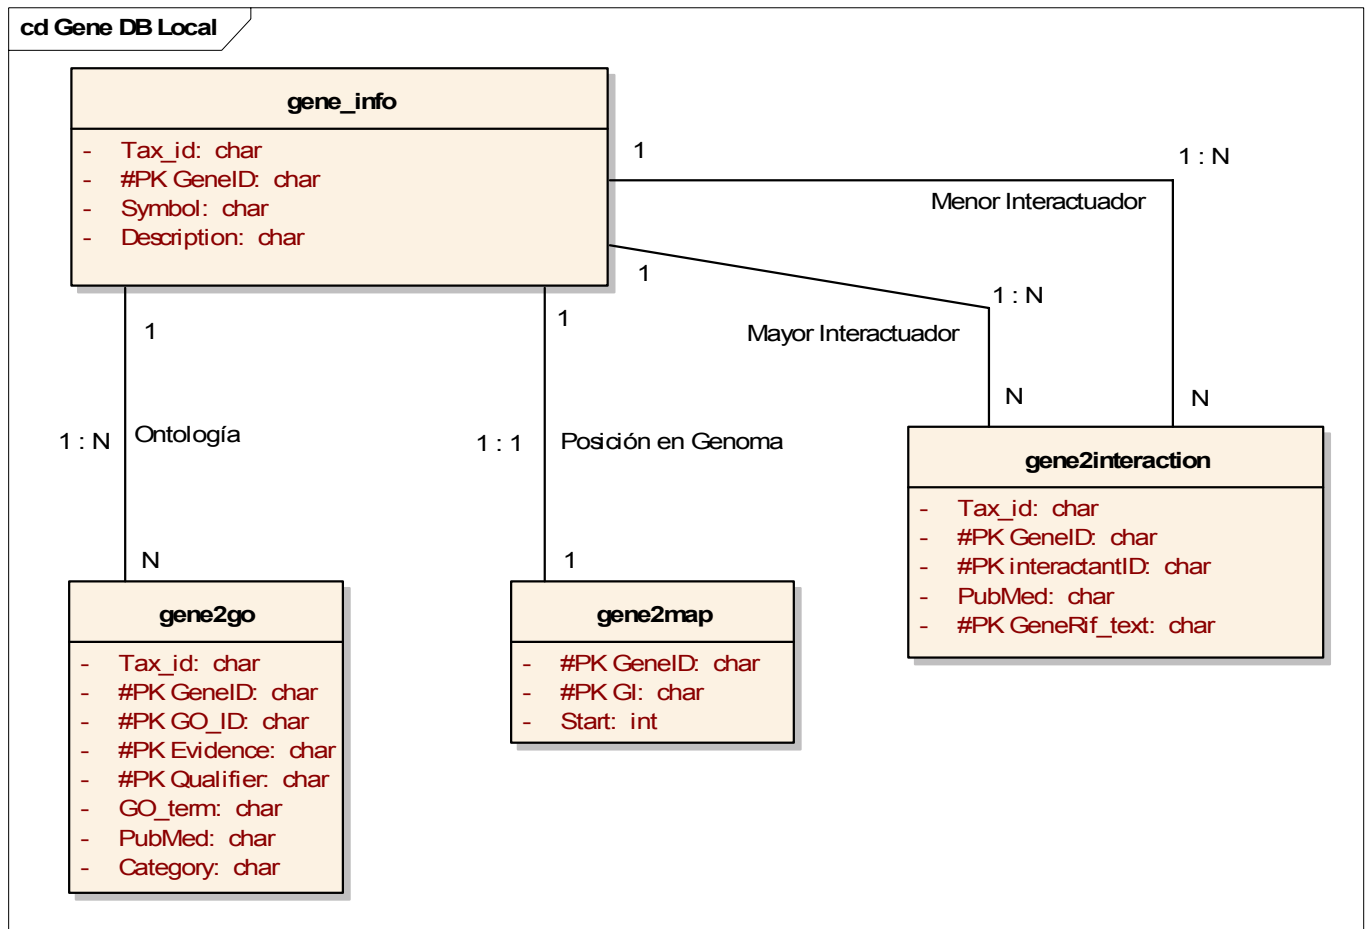 cd Gene DB Local
gene_info
- Tax_id: char
- #PK GeneID: char
- Symbol: char
- Description: char
1
1 : N
Menor Interactuador
1
1 : N
Mayor Interactuador
N
N
1
1 : N
Ontología
N
1
1 : 1
Posición en Genoma
1
gene2interaction
- Tax_id: char
- #PK GeneID: char
- #PK interactantID: char
- PubMed: char
- #PK GeneRif_text: char
gene2go
- Tax_id: char
- #PK GeneID: char
- #PK GO_ID: char
- #PK Evidence: char
- #PK Qualifier: char
- GO_term: char
- PubMed: char
- Category: char
gene2map
- #PK GeneID: char
- #PK GI: char
- Start: int